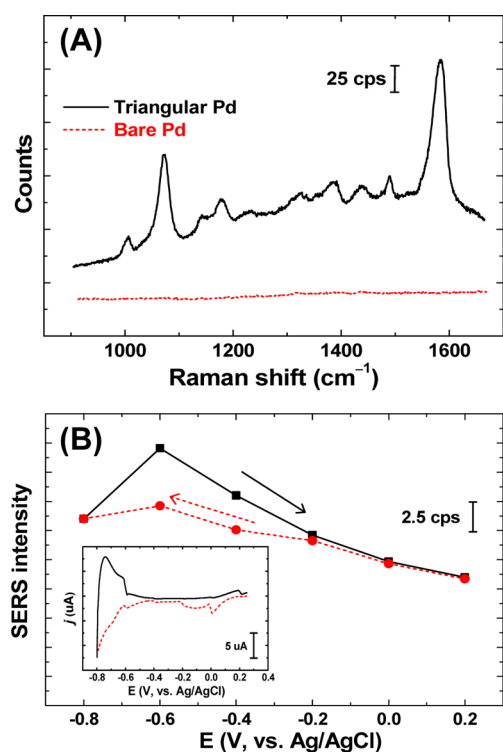 (A)
25 cps
Triangular Pd
Bare Pd
Counts
1000 1200 1400 1600
Raman shift (cm⁻¹)
(B)
2.5 cps
SERS intensity
j (uA)
5 uA
-0.8 -0.6 -0.4 -0.2 0.0 0.2 0.4
E (V, vs. Ag/AgCl)
-0.8 -0.6 -0.4 -0.2 0.0 0.2
E (V, vs. Ag/AgCl)